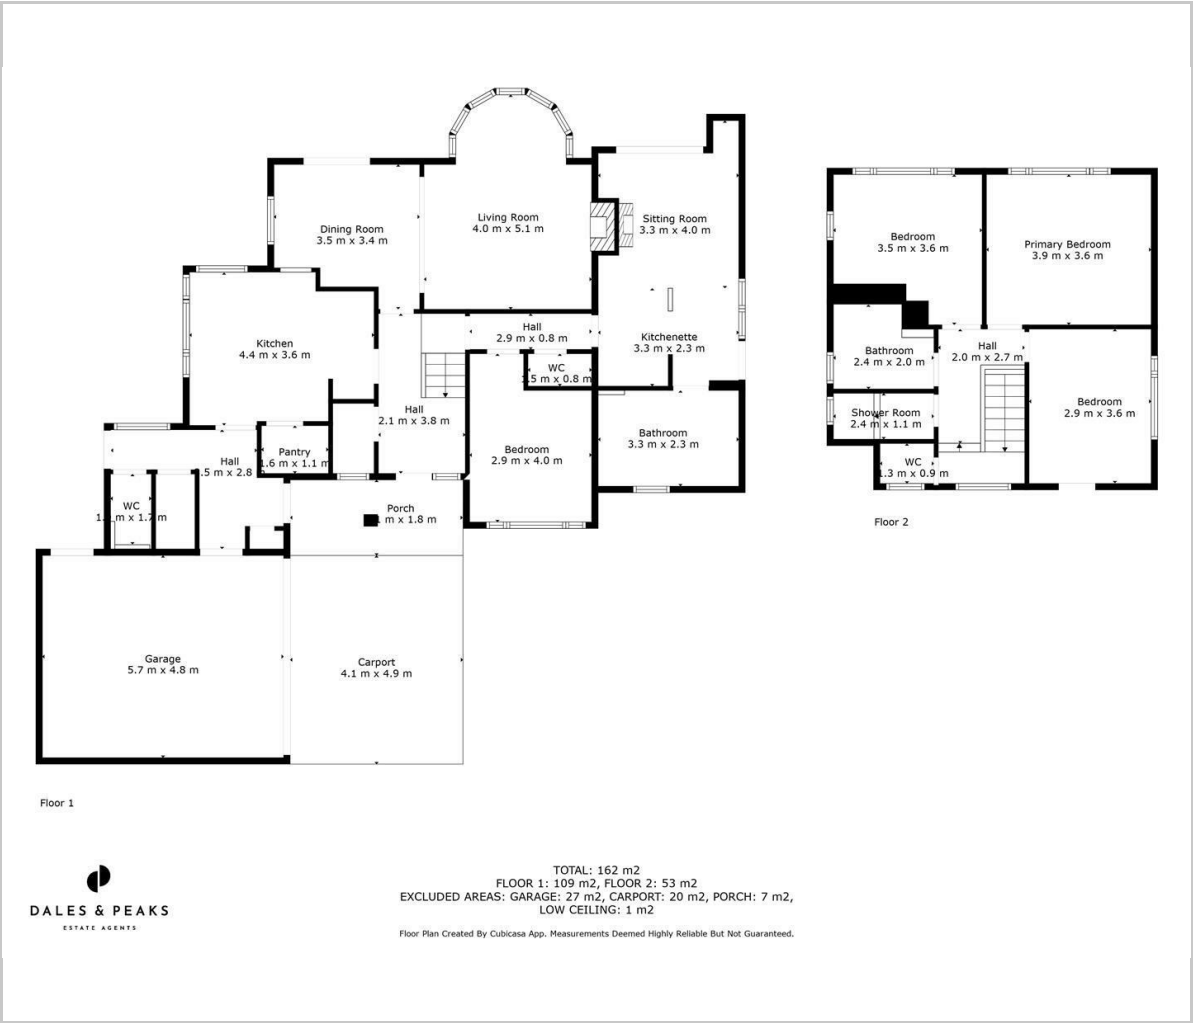 Living Room
4.0 m x 5.1 m
Dining Room
3.5 m x 3.4 m
Sitting Room
3.3 m x 4.0 m
Kitchen
4.4 m x 3.6 m
Hall
2.9 m x 0.8 m
Kitchenette
3.3 m x 2.3 m
WC
.5 m x 0.8 m
Hall
2.1 m x 3.8 m
Bathroom
3.3 m x 2.3 m
Bedroom
2.9 m x 4.0 m
Pantry
1.6 m x 1.1 m
Hall
.5 m x 2.8
WC
m x 1.7 m
Porch
m x 1.8 m
Garage
5.7 m x 4.8 m
Carport
4.1 m x 4.9 m
Floor 1
Bedroom
3.5 m x 3.6 m
Primary Bedroom
3.9 m x 3.6 m
Bathroom
2.4 m x 2.0 m
Hall
2.0 m x 2.7 m
Shower Room
2.4 m x 1.1 m
Bedroom
2.9 m x 3.6 m
WC
1.3 m x 0.9 m
Floor 2
DALES & PEAKS
ESTATE AGENTS
TOTAL: 162 m2
FLOOR 1: 109 m2, FLOOR 2: 53 m2
EXCLUDED AREAS: GARAGE: 27 m2, CARPORT: 20 m2, PORCH: 7 m2,
LOW CEILING: 1 m2
Floor Plan Created By Cubicasa App. Measurements Deemed Highly Reliable But Not Guaranteed.